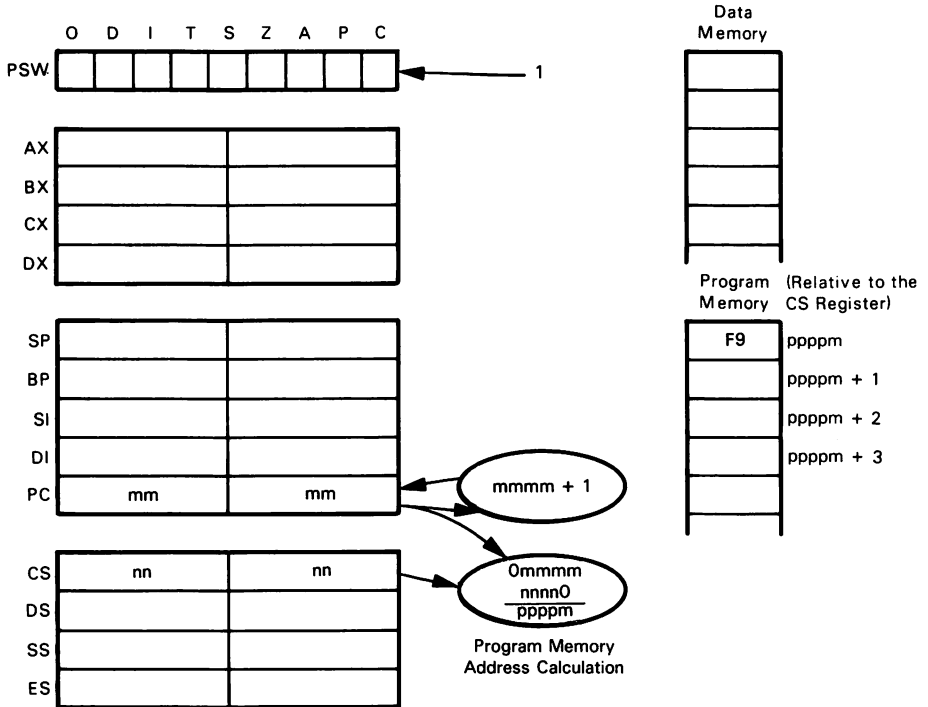 O D I T S Z A P C
PSW
1
AX
BX
CX
DX
SP
BP
SI
DI
PC mm mm
mmmm + 1
CS nn nn
DS
SS
ES
0mmmm
nnnn0
ppppm
Program Memory
Address Calculation
Data
Memory
Program
Memory
(Relative to the
CS Register)
F9 ppppm
ppppm + 1
ppppm + 2
ppppm + 3